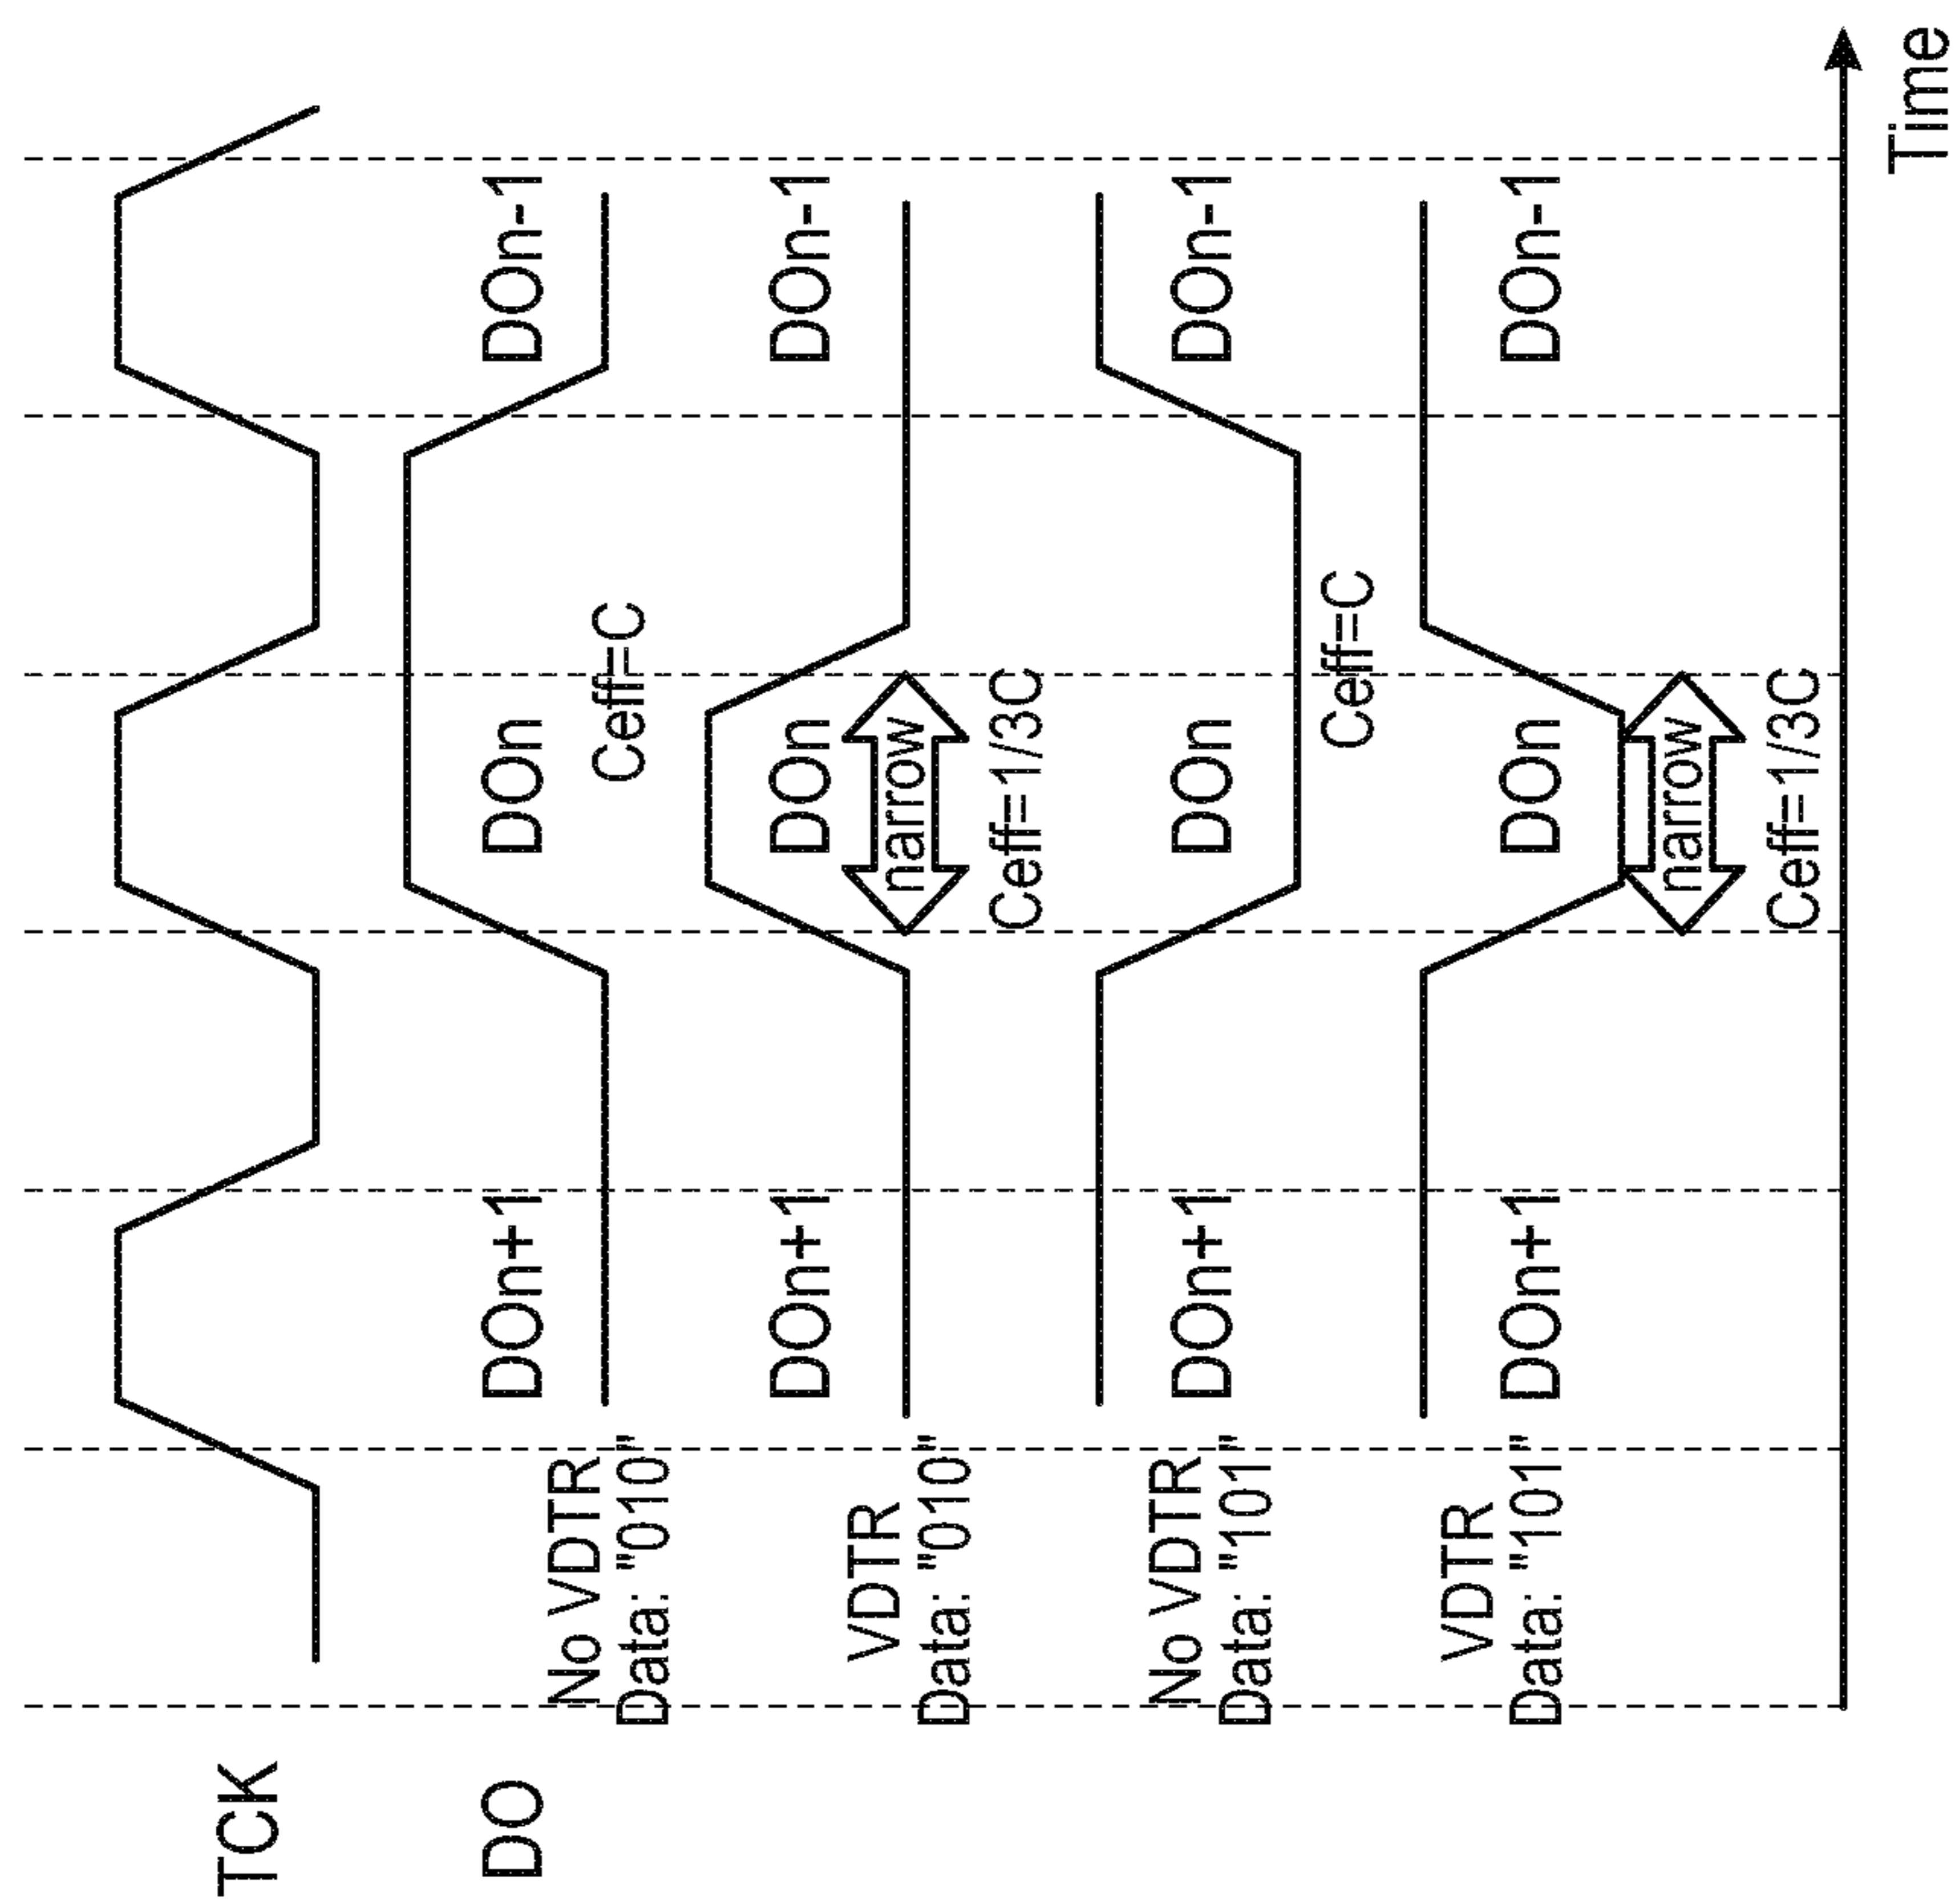 TCK
DO
DOn+1
DOn
DOn-1
No VDTR
Data: "010"
Ceff=C
DOn+1
DOn
DOn-1
VDTR
Data: "010"
narrow
Ceff=1/3C
DOn+1
DOn
DOn-1
No VDTR
Data: "101"
Ceff=C
DOn+1
DOn
DOn-1
VDTR
Data: "101"
narrow
Ceff=1/3C
Time